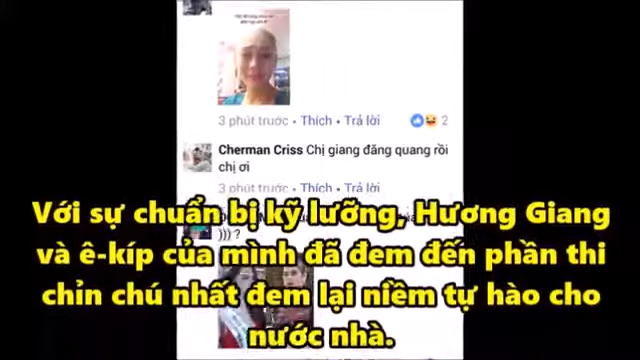 3 phút trước • Thích • Trả lời 2
Cherman Criss Chị giang đăng quang rồi
chị ơi
3 phút trước • Thích • Trả lời
Với sự chuẩn bị kỹ lưỡng, Hương Giang
))) ?
và ê-kíp của mình đã đem đến phần thi
chỉn chú nhất đem lại niềm tự hào cho
nước nhà.